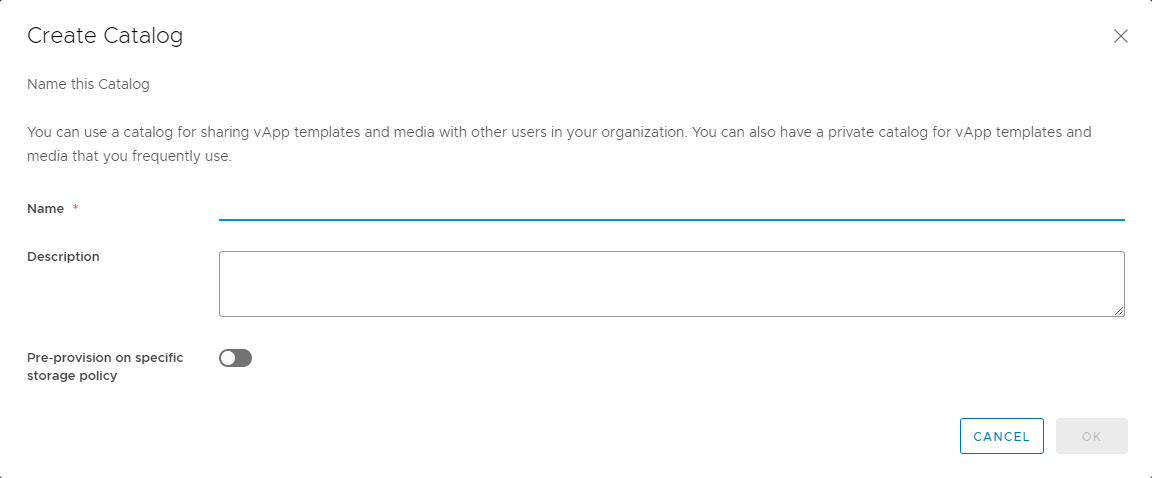 Create Catalog
Name this Catalog
You can use a catalog for sharing vApp templates and media with other users in your organization. You can also have a private catalog for vApp templates and
media that you frequently use.
Name *
Description
Pre-provision on specific
storage policy
CANCEL OK